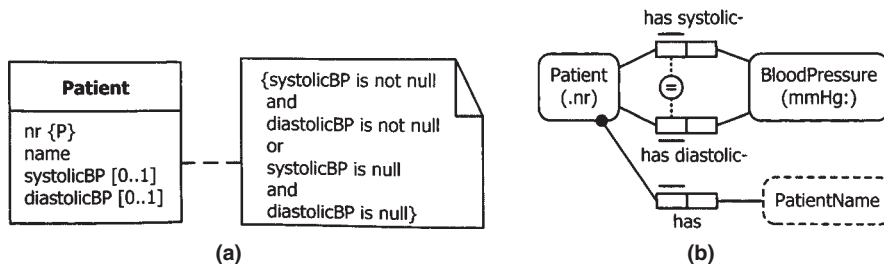 Patient
nr {P}
name
systolicBP [0..1]
diastolicBP [0..1]
{systolicBP is not null
and
diastolicBP is not null
or
systolicBP is null
and
diastolicBP is null}
(a)
has systolic-
Patient
(.nr)
=
BloodPressure
(mmHg:)
has diastolic-
has
PatientName
(b)